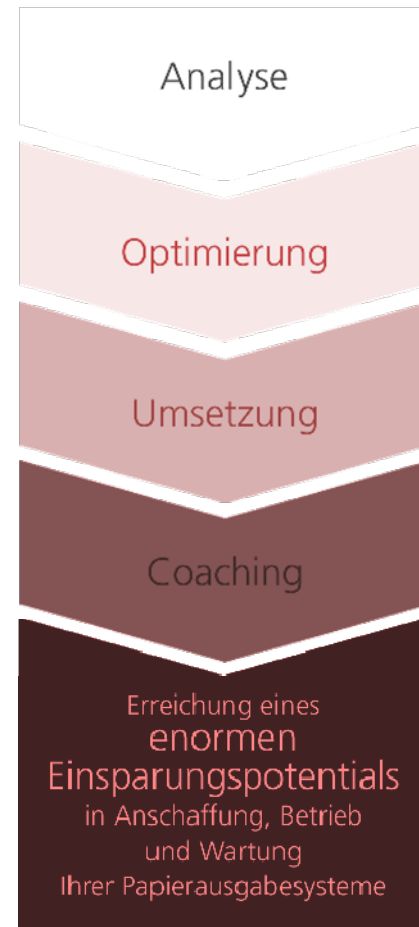 Analyse
Optimierung
Umsetzung
Coaching
Erreichung eines
enormen
Einsparungspotentials
in Anschaffung, Betrieb
und Wartung
Ihrer Papierausgabesysteme